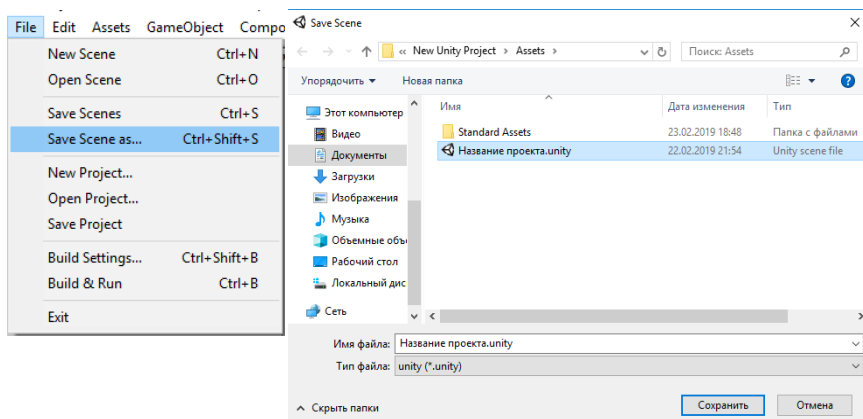 File Edit Assets GameObject Compo
New Scene Ctrl+N
Open Scene Ctrl+O
Save Scenes Ctrl+S
Save Scene as... Ctrl+Shift+S
New Project...
Open Project...
Save Project
Build Settings... Ctrl+Shift+B
Build & Run Ctrl+B
Exit
Save Scene
« New Unity Project > Assets >
Поиск: Assets
Упорядочить Новая папка
Этот компьютер
Видео
Документы
Загрузки
Изображения
Музыка
Объемные объ
Рабочий стол
Локальный дис
Сеть
Имя Дата изменения Тип
Standard Assets 23.02.2019 18:48 Папка с файлами
Название проекта.unity 22.02.2019 21:54 Unity scene file
Имя файла: Название проекта.unity
Тип файла: unity (*.unity)
Скрыть папки Сохранить Отмена